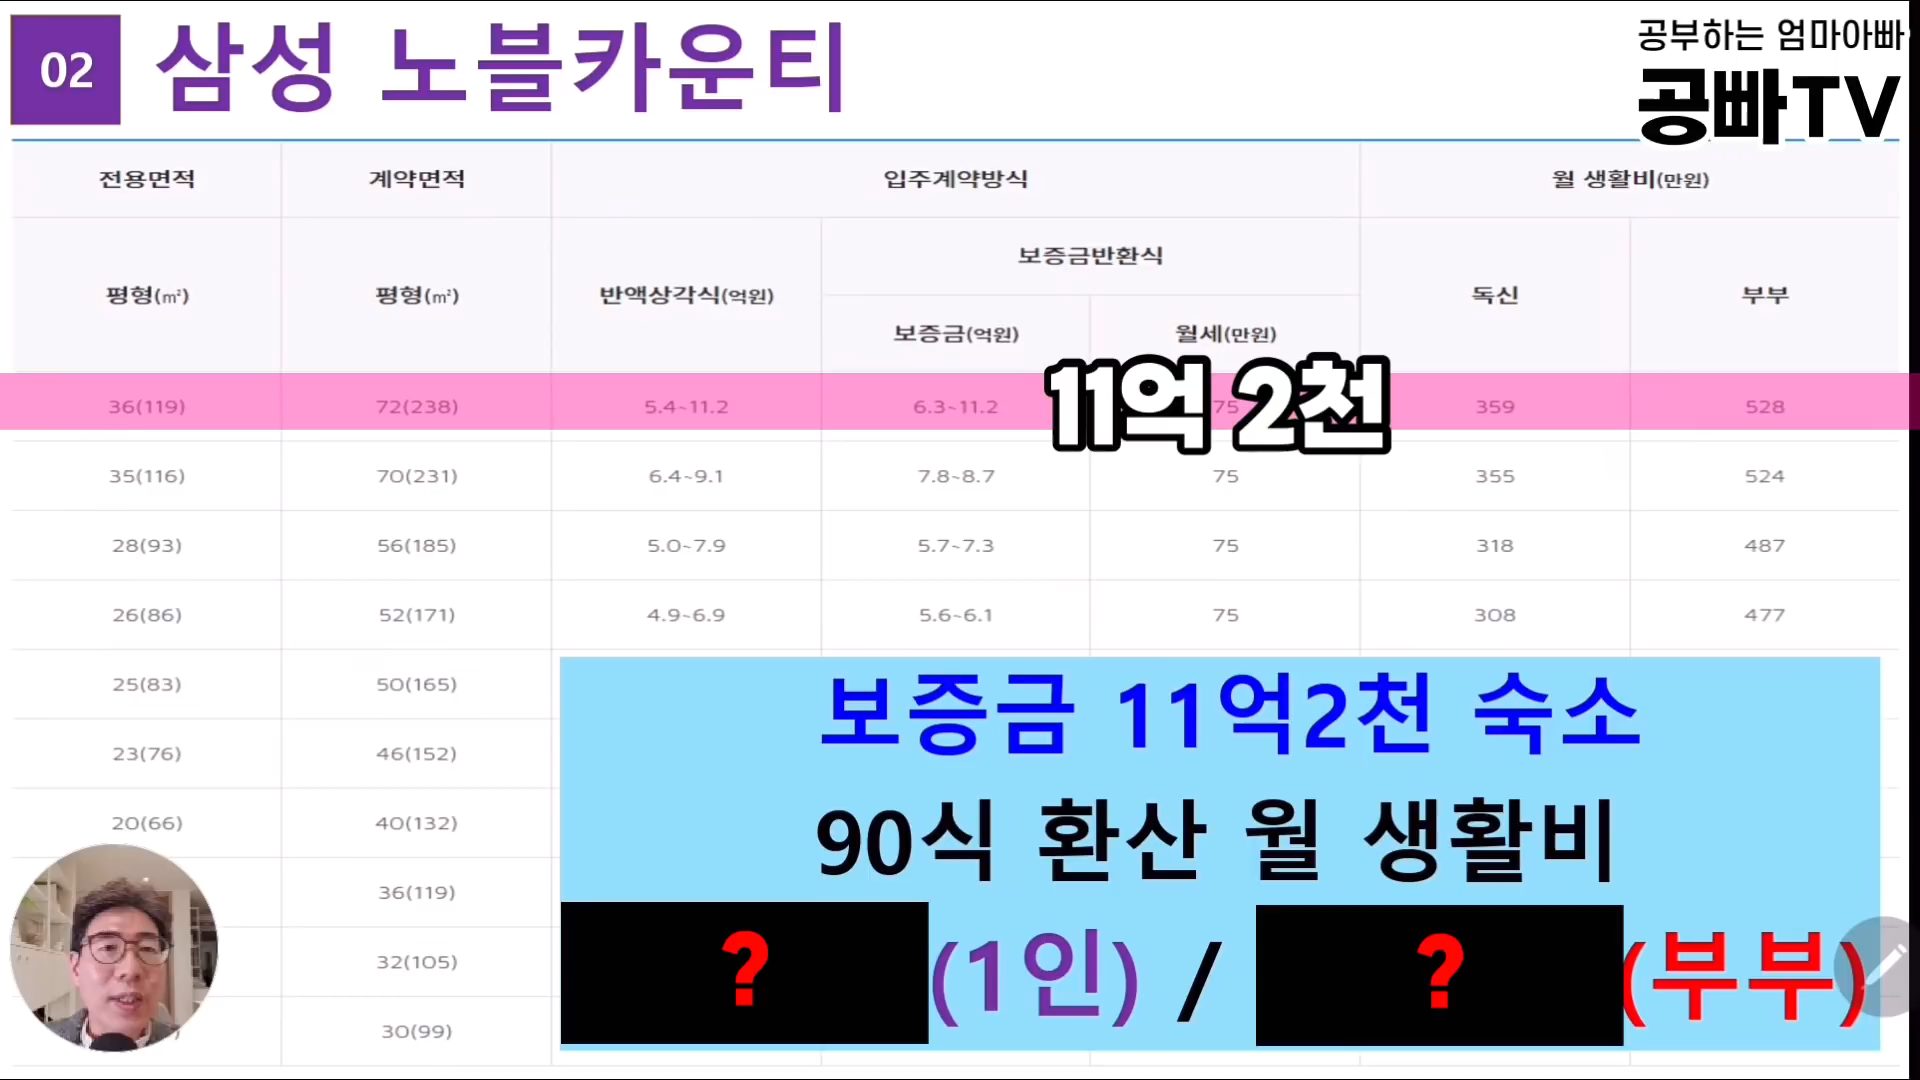 02 삼성 노블카운티
공부하는 엄마아빠
공빠TV
전용면적 계약면적 입주계약방식 월 생활비(만원)
보증금반환식
평형(㎡) 평형(㎡) 반액상각식(억원) 독신 부부
보증금(억원) 월세(만원)
11억 2천
36(119) 72(238) 5.4~11.2 6.3~11.2 75 359 528
35(116) 70(231) 6.4~9.1 7.8~8.7 75 355 524
28(93) 56(185) 5.0~7.9 5.7~7.3 75 318 487
26(86) 52(171) 4.9~6.9 5.6~6.1 75 308 477
25(83) 50(165)
23(76) 46(152)
20(66) 40(132)
36(119)
32(105)
30(99)
보증금 11억2천 숙소
90식 환산 월 생활비
? (1인) / ? (부부)